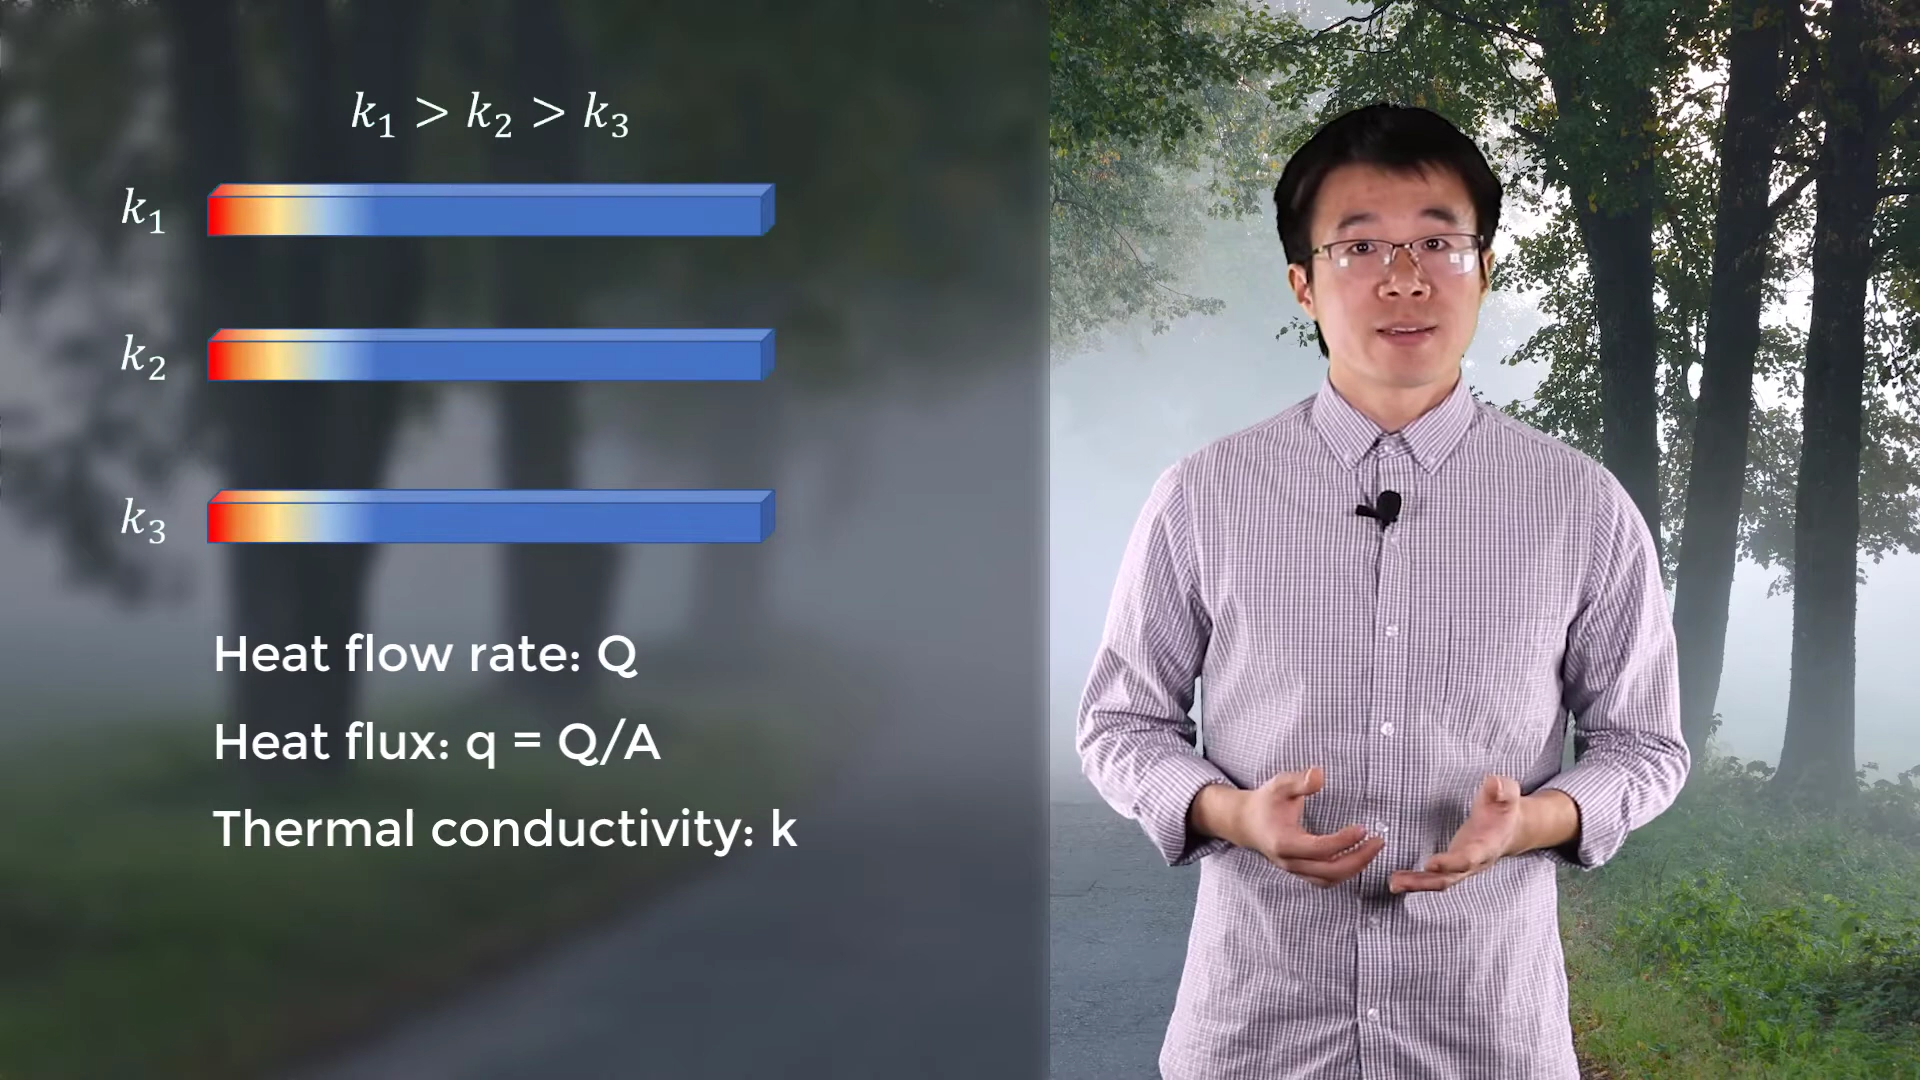 k₁ > k₂ > k₃
k₁
k₂
k₃
Heat flow rate: Q
Heat flux: q = Q/A
Thermal conductivity: k